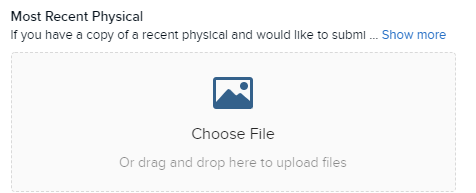 Most Recent Physical
If you have a copy of a recent physical and would like to submi ... Show more
Choose File
Or drag and drop here to upload files